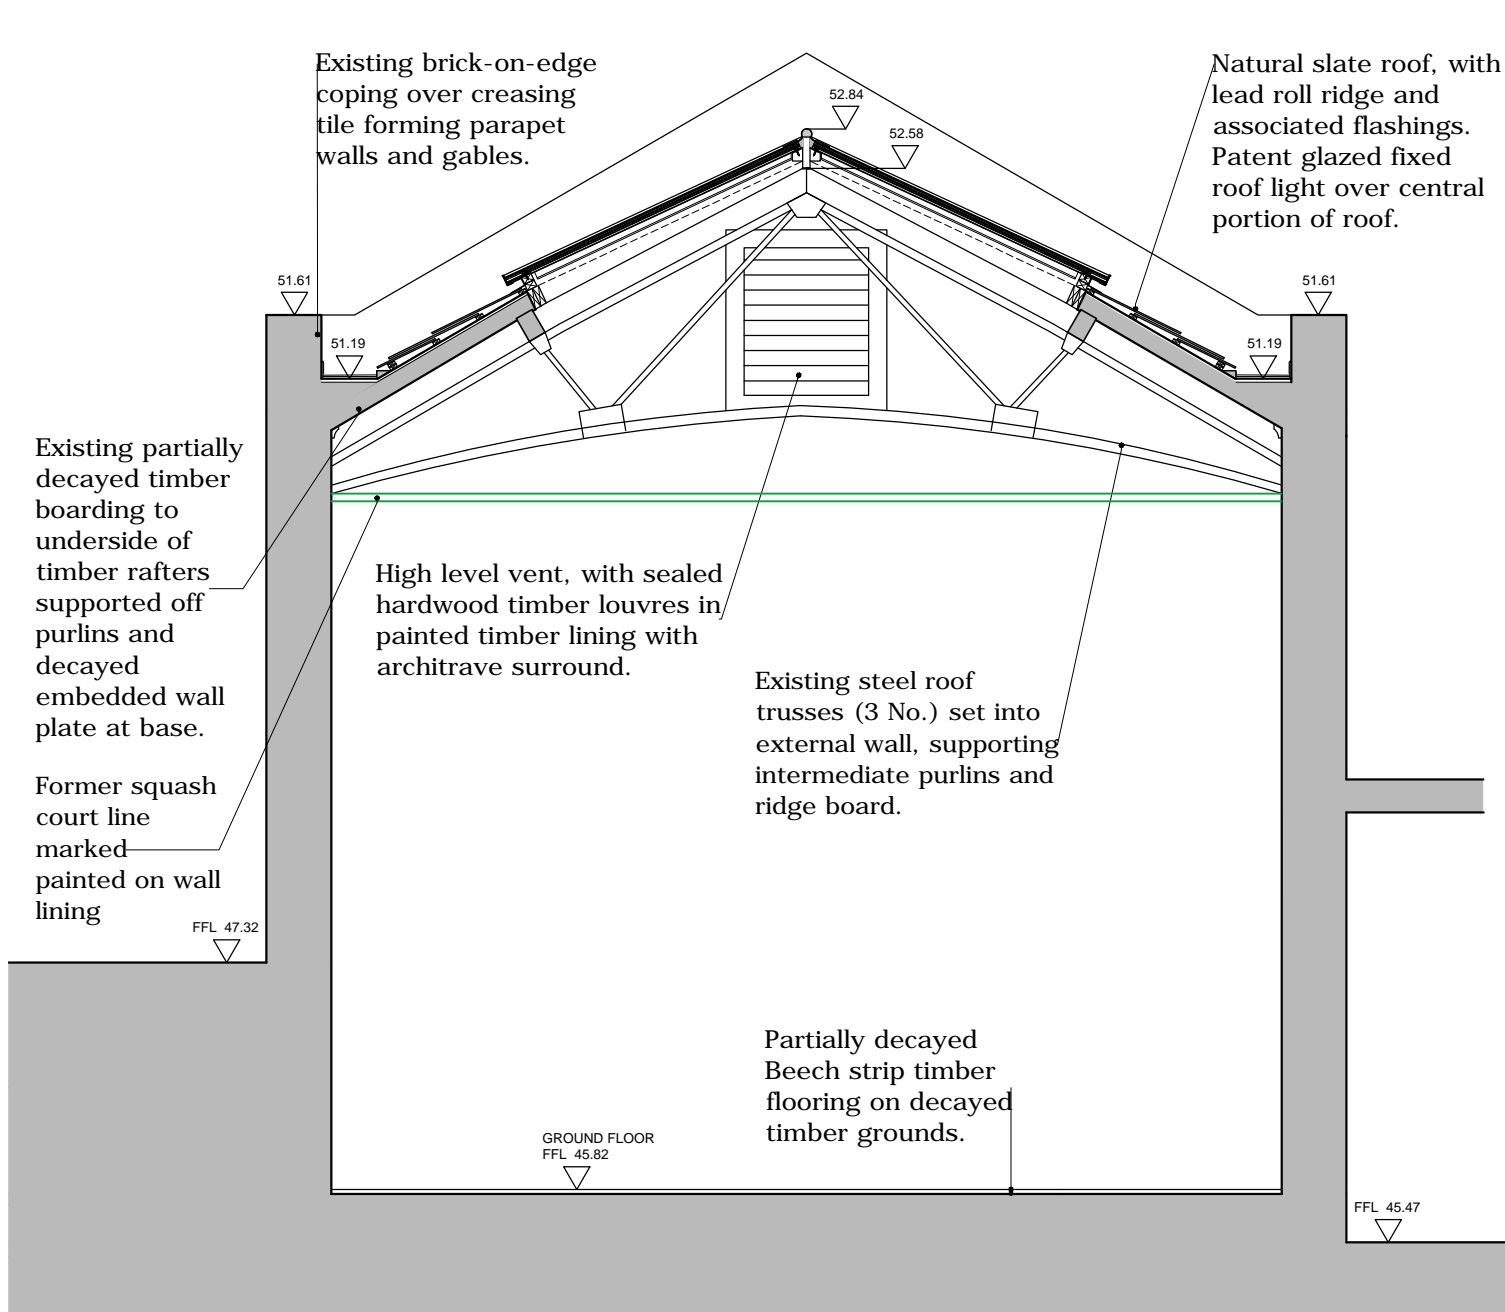 Existing brick-on-edge
coping over creasing
tile forming parapet
walls and gables.
52.84
52.58
Natural slate roof, with
lead roll ridge and
associated flashings.
Patent glazed fixed
roof light over central
portion of roof.
51.61
51.61
51.19
51.19
Existing partially
decayed timber
boarding to
underside of
timber rafters
supported off
purlins and
decayed
embedded wall
plate at base.
High level vent, with sealed
hardwood timber louvres in
painted timber lining with
architrave surround.
Existing steel roof
trusses (3 No.) set into
external wall, supporting
intermediate purlins and
ridge board.
Former squash
court line
marked
painted on wall
lining
FFL 47.32
Partially decayed
Beech strip timber
flooring on decayed
timber grounds.
GROUND FLOOR
FFL 45.82
FFL 45.47